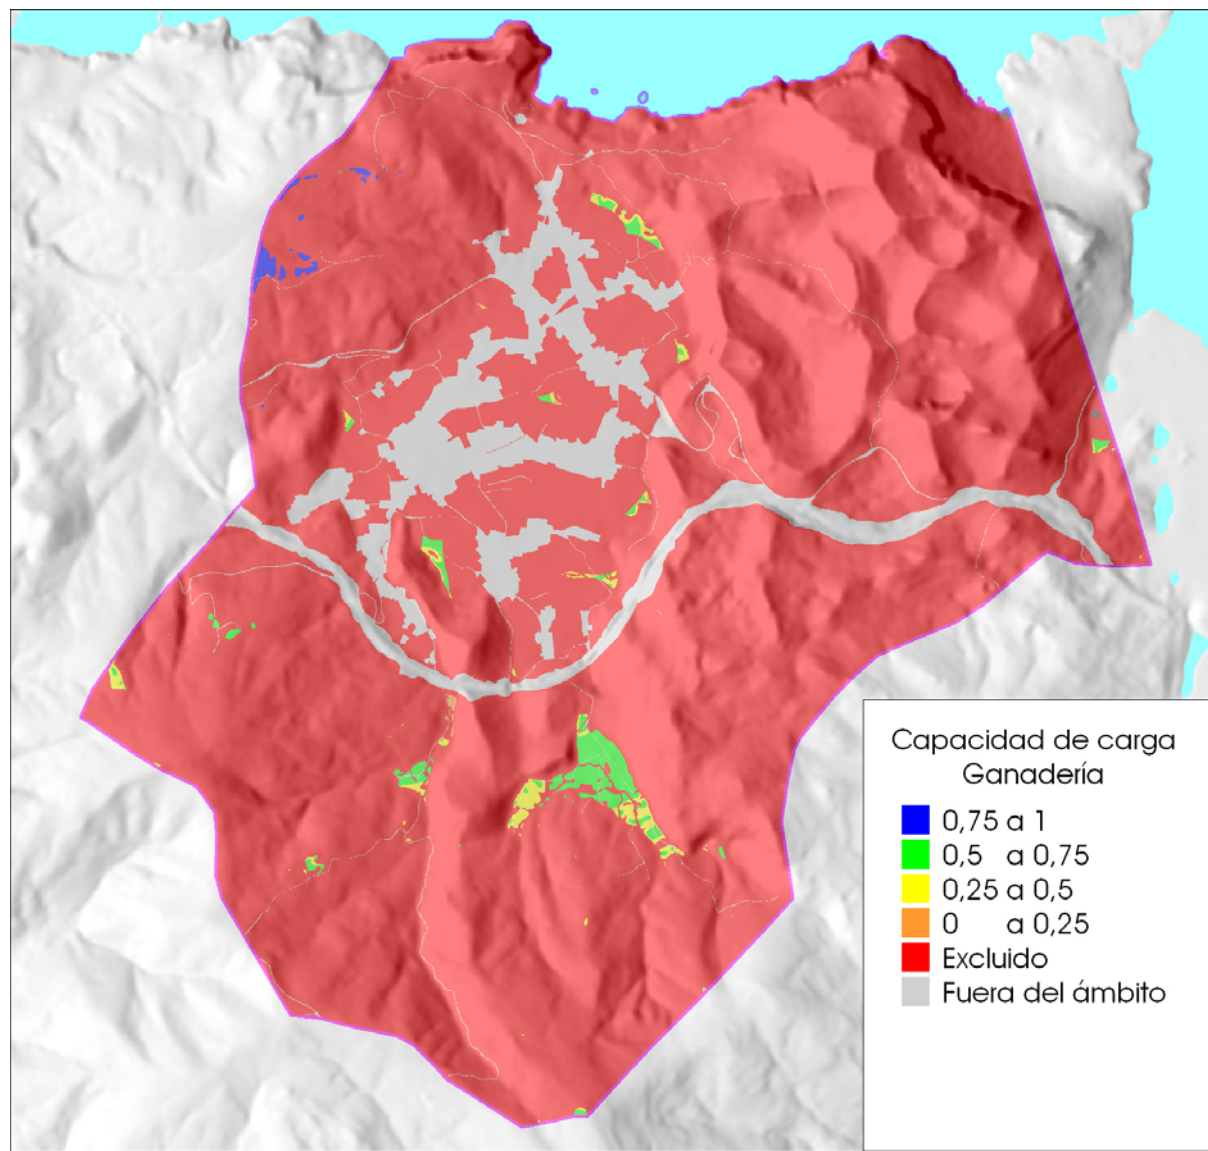 Capacidad de carga
Ganadería
0,75 a 1
0,5 a 0,75
0,25 a 0,5
0 a 0,25
Excluido
Fuera del ámbito